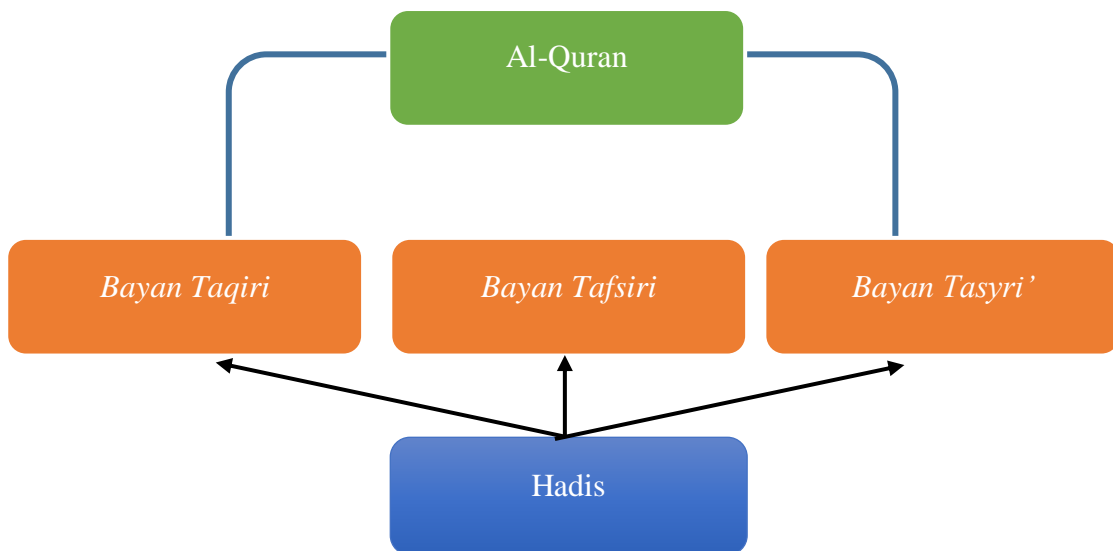 Al-Quran
Bayan Taqiri
Bayan Tafsiri
Bayan Tasyri’
Hadis